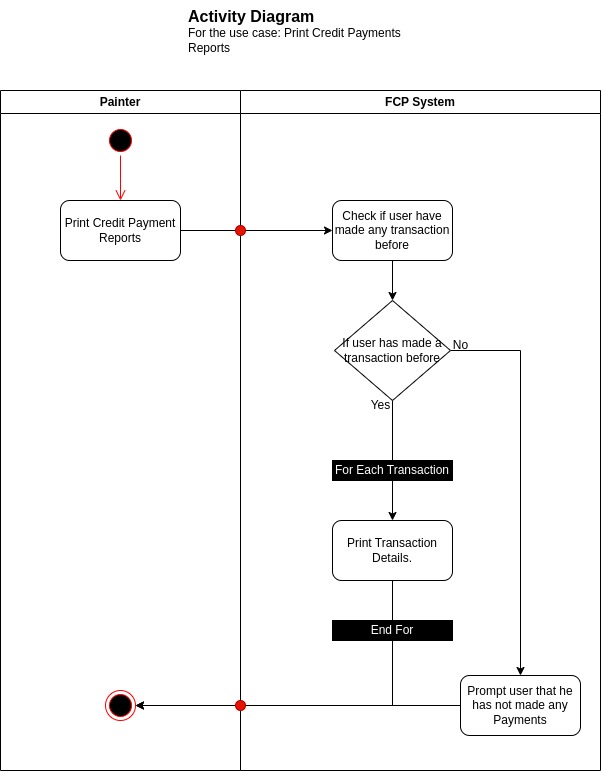 Activity Diagram
For the use case: Print Credit Payments
Reports
Painter
FCP System
Print Credit Payment
Reports
Check if user have
made any transaction
before
If user has made a
transaction before
No
Yes
For Each Transaction
Print Transaction
Details.
End For
Prompt user that he
has not made any
Payments